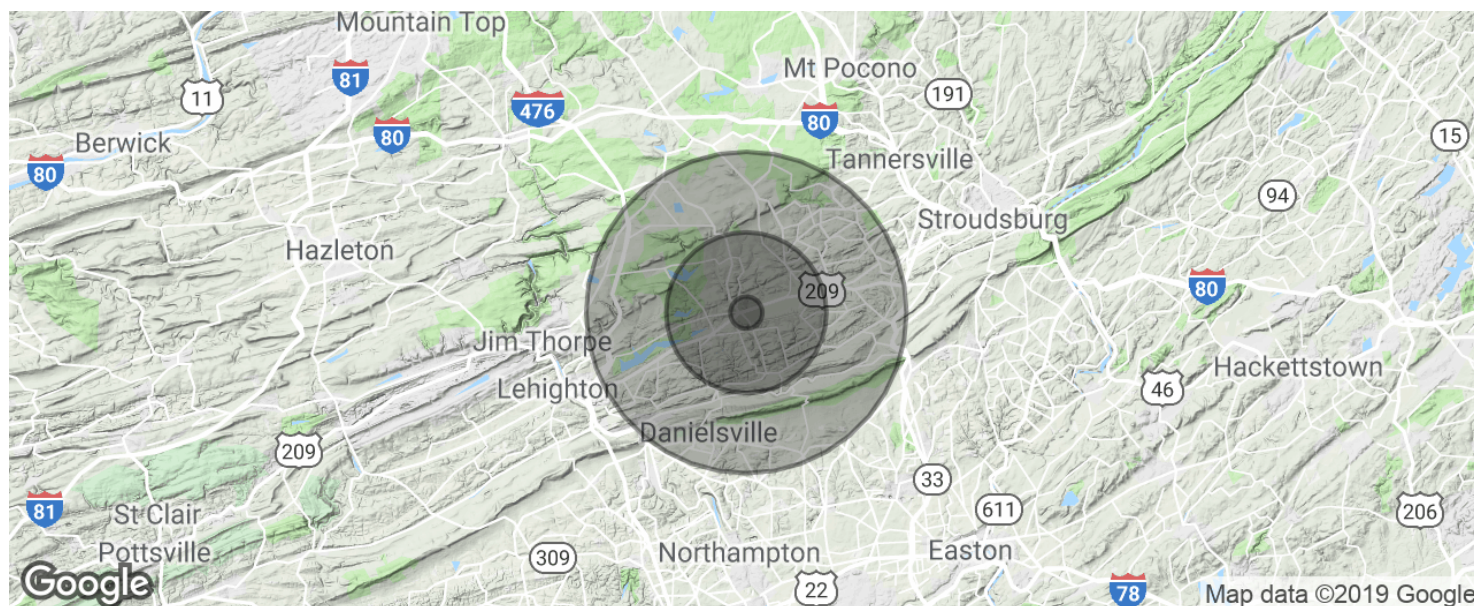 Mountain Top
81
Mt Pocono
11
476
191
80
80
15
Berwick
Tannersville
80
94
Stroudsburg
Hazleton
209
80
Jim Thorpe
Hackettstown
Lehighton
46
Danielsville
209
33
81
St Clair
611
206
Pottsville
309
Northampton
Easton
22
78
Google
Map data ©2019 Google